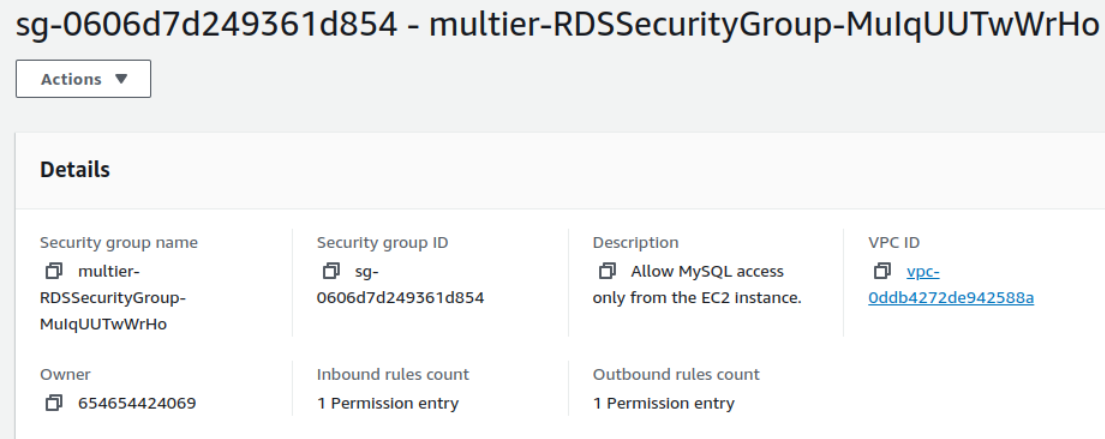 sg-0606d7d249361d854 - multier-RDSSecurityGroup-MuIqUUTwWrHo
Actions ▼
Details
Security group name
multier-
RDSSecurityGroup-
MuIqUUTwWrHo
Security group ID
sg-
0606d7d249361d854
Description
Allow MySQL access
only from the EC2 instance.
VPC ID
vpc-
0ddb4272de942588a
Owner
654654424069
Inbound rules count
1 Permission entry
Outbound rules count
1 Permission entry